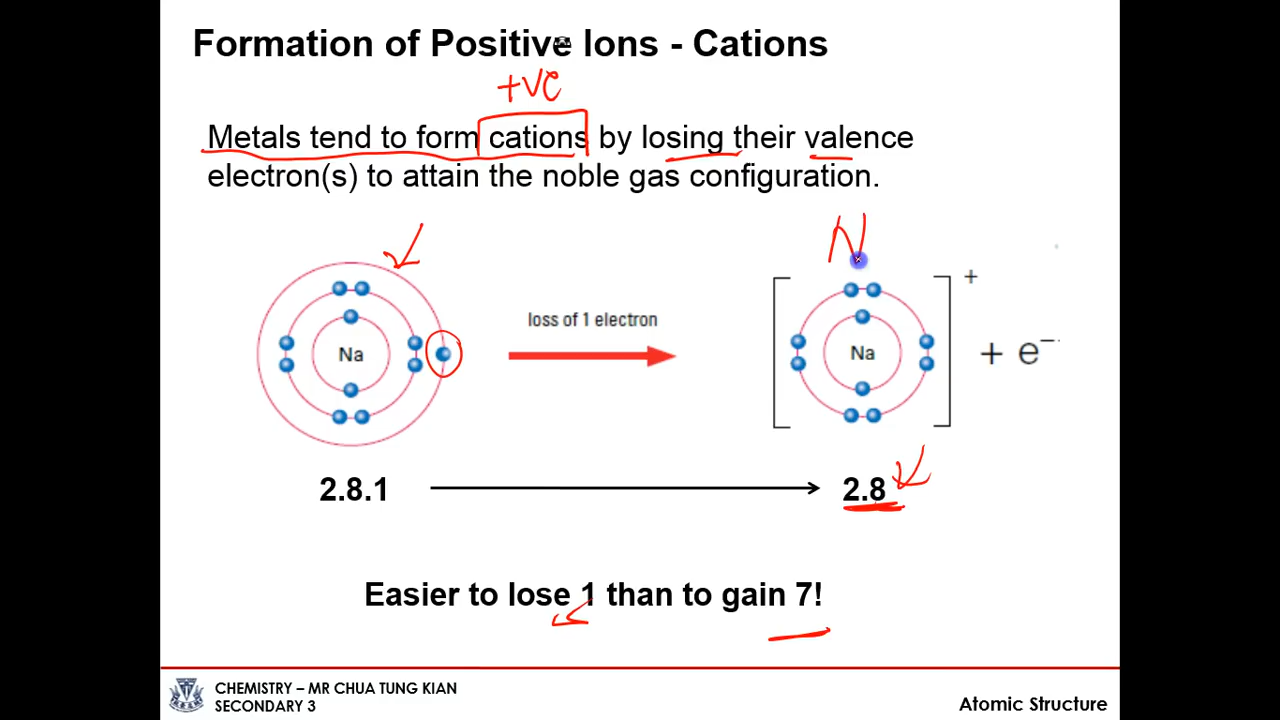 Formation of Positive Ions - Cations
+ve
Metals tend to form cations by losing their valence
electron(s) to attain the noble gas configuration.
N
+
loss of 1 electron
Na
Na
+ e⁻
2.8.1
2.8
Easier to lose 1 than to gain 7!
CHEMISTRY – MR CHUA TUNG KIAN
SECONDARY 3
Atomic Structure